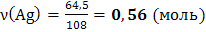 ν(Ag) = 64,5/108 = 0,56 (моль)